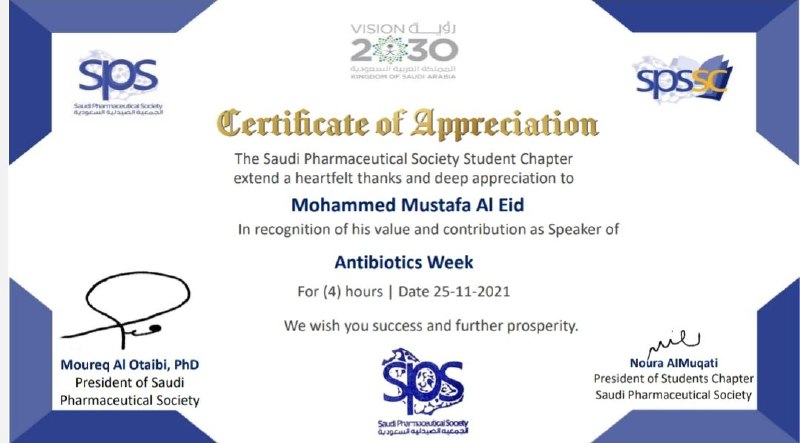 VISION رؤية
2030
المملكة العربية السعودية
KINGDOM OF SAUDI ARABIA
sps
Saudi Pharmaceutical Society
الجمعية الصيدلية السعودية
spssc
Certificate of Appreciation
The Saudi Pharmaceutical Society Student Chapter
extend a heartfelt thanks and deep appreciation to
Mohammed Mustafa Al Eid
In recognition of his value and contribution as Speaker of
Antibiotics Week
For (4) hours | Date 25-11-2021
We wish you success and further prosperity.
Moureq Al Otaibi, PhD
President of Saudi
Pharmaceutical Society
sps
Saudi Pharmaceutical Society
الجمعية الصيدلية السعودية
Noura AlMuqati
President of Students Chapter
Saudi Pharmaceutical Society